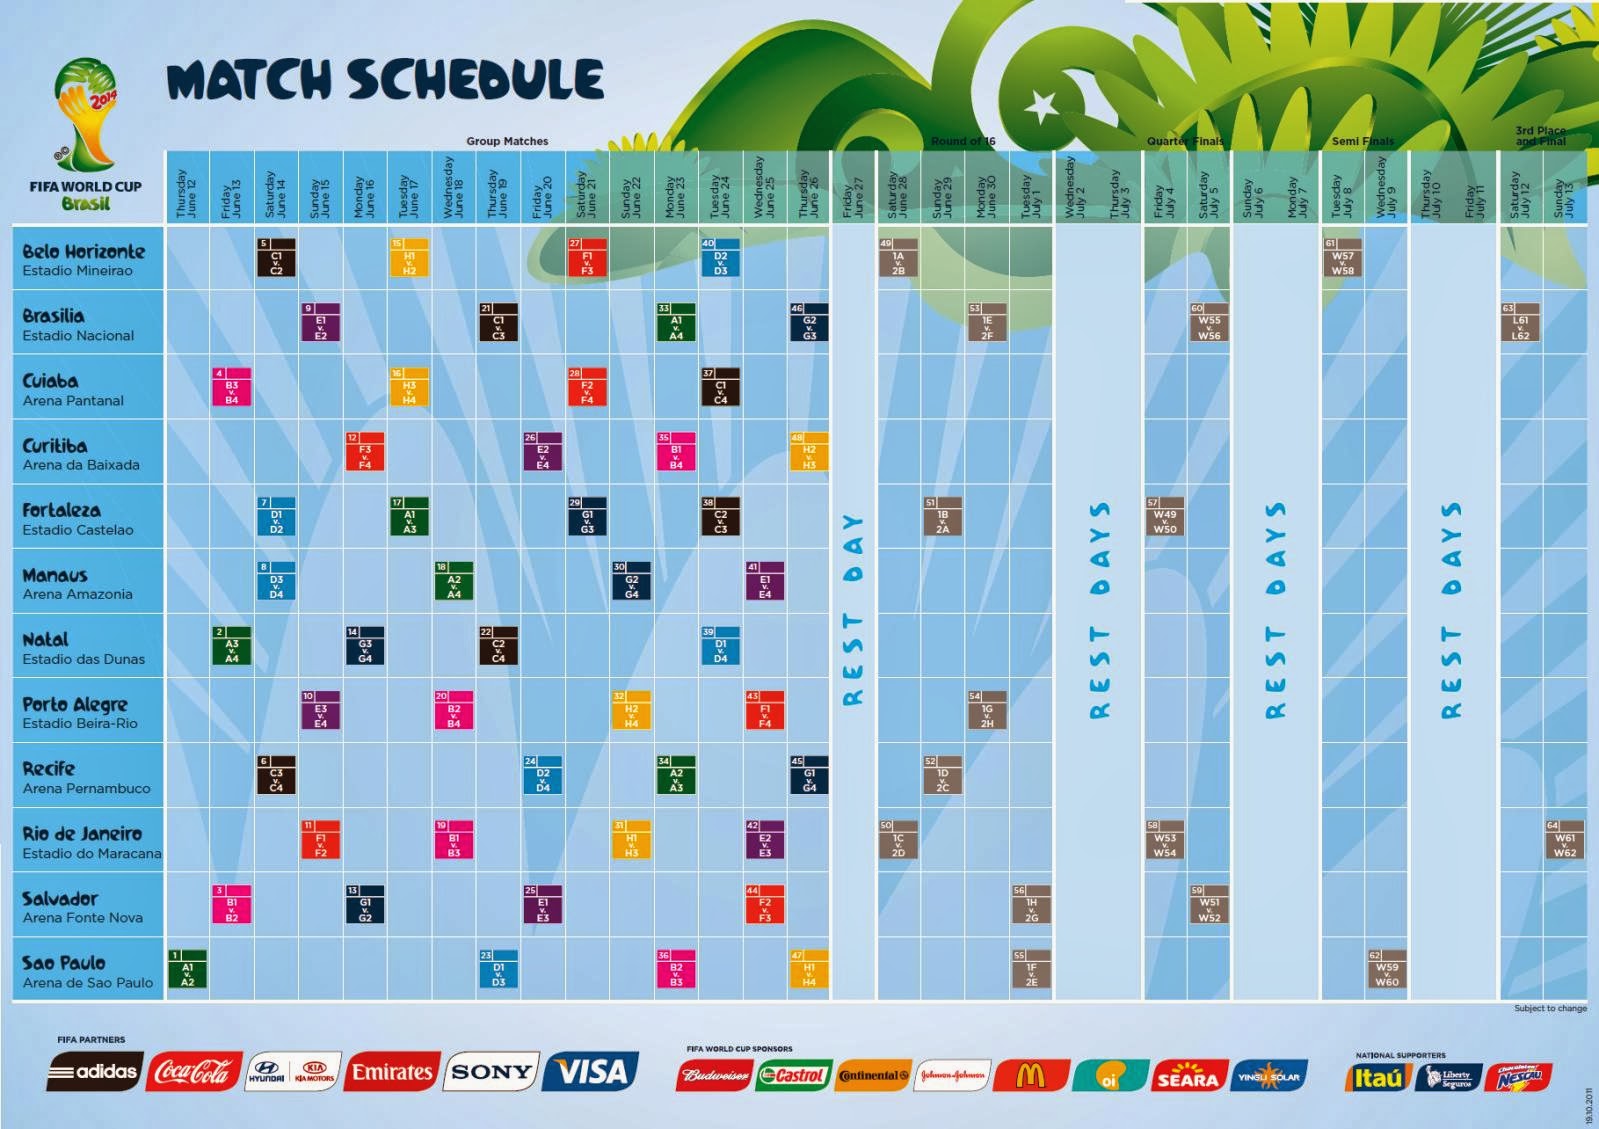 MATCH SCHEDULE
2014
FIFA WORLD CUP
Brasil
Group Matches
Round of 16
Quarter Finals
Semi Finals
3rd Place
and Final
Thursday June 12
Friday June 13
Saturday June 14
Sunday June 15
Monday June 16
Tuesday June 17
Wednesday June 18
Thursday June 19
Friday June 20
Saturday June 21
Sunday June 22
Monday June 23
Tuesday June 24
Wednesday June 25
Thursday June 26
Friday June 27
Saturday June 28
Sunday June 29
Monday June 30
Tuesday July 1
Wednesday July 2
Thursday July 3
Friday July 4
Saturday July 5
Sunday July 6
Monday July 7
Tuesday July 8
Wednesday July 9
Thursday July 10
Friday July 11
Saturday July 12
Sunday July 13
Belo Horizonte
Estadio Mineirao
5 C1 v. C2
15 H1 v. H2
27 F1 v. F3
40 D2 v. D3
49 1A v. 2B
61 W57 v. W58
Brasilia
Estadio Nacional
9 E1 v. E2
21 C1 v. C3
33 A1 v. A4
46 G2 v. G3
53 1E v. 2F
60 W55 v. W56
63 L61 v. L62
Cuiaba
Arena Pantanal
4 B3 v. B4
16 H3 v. H4
28 F2 v. F4
37 C1 v. C4
Curitiba
Arena da Baixada
12 F3 v. F4
26 E2 v. E4
35 B1 v. B4
48 H2 v. H3
Fortaleza
Estadio Castelao
7 D1 v. D2
17 A1 v. A3
29 G1 v. G3
38 C2 v. C3
51 1B v. 2A
57 W49 v. W50
Manaus
Arena Amazonia
8 D3 v. D4
18 A2 v. A4
30 G2 v. G4
41 E1 v. E4
Natal
Estadio das Dunas
2 A3 v. A4
14 G3 v. G4
22 C2 v. C4
39 D1 v. D4
Porto Alegre
Estadio Beira-Rio
10 E3 v. E4
20 B2 v. B4
32 H2 v. H4
43 F1 v. F4
54 1G v. 2H
Recife
Arena Pernambuco
6 C3 v. C4
24 D2 v. D4
34 A2 v. A3
45 G1 v. G4
52 1D v. 2C
Rio de Janeiro
Estadio do Maracana
11 F1 v. F2
19 B1 v. B3
31 H1 v. H3
42 E2 v. E3
50 1C v. 2D
58 W53 v. W54
64 W61 v. W62
Salvador
Arena Fonte Nova
3 B1 v. B2
13 G1 v. G2
25 E1 v. E3
44 F2 v. F3
56 1H v. 2G
59 W51 v. W52
Sao Paulo
Arena de Sao Paulo
1 A1 v. A2
23 D1 v. D3
36 B2 v. B3
47 H1 v. H4
55 1F v. 2E
62 W59 v. W60
REST DAY
REST DAYS
REST DAYS
REST DAYS
Subject to change
FIFA PARTNERS
adidas
Coca-Cola
HYUNDAI
KIA
KIA MOTORS
Emirates
SONY
VISA
FIFA WORLD CUP SPONSORS
Budweiser
Castrol
Continental
Johnson & Johnson
M
oi
SEARA
YINGLI SOLAR
NATIONAL SUPPORTERS
Itaú
Liberty
Seguros
NESCAU
19.10.2011